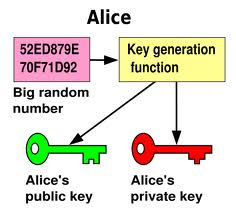 Alice
52ED879E
70F71D92
Key generation
function
Big random
number
Alice's
public key
Alice's
private key